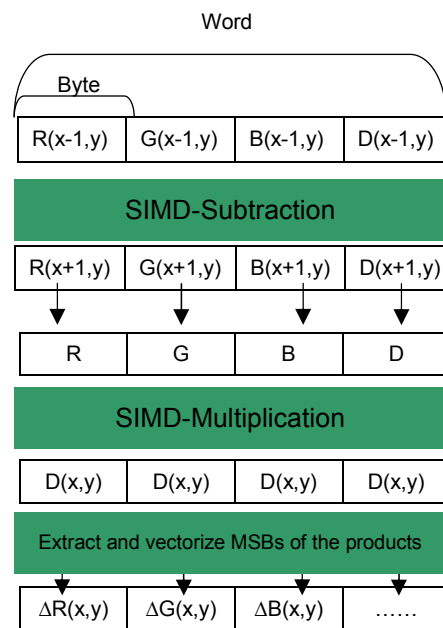 Word
Byte
R(x-1,y) G(x-1,y) B(x-1,y) D(x-1,y)
SIMD-Subtraction
R(x+1,y) G(x+1,y) B(x+1,y) D(x+1,y)
R G B D
SIMD-Multiplication
D(x,y) D(x,y) D(x,y) D(x,y)
Extract and vectorize MSBs of the products
ΔR(x,y) ΔG(x,y) ΔB(x,y) ......